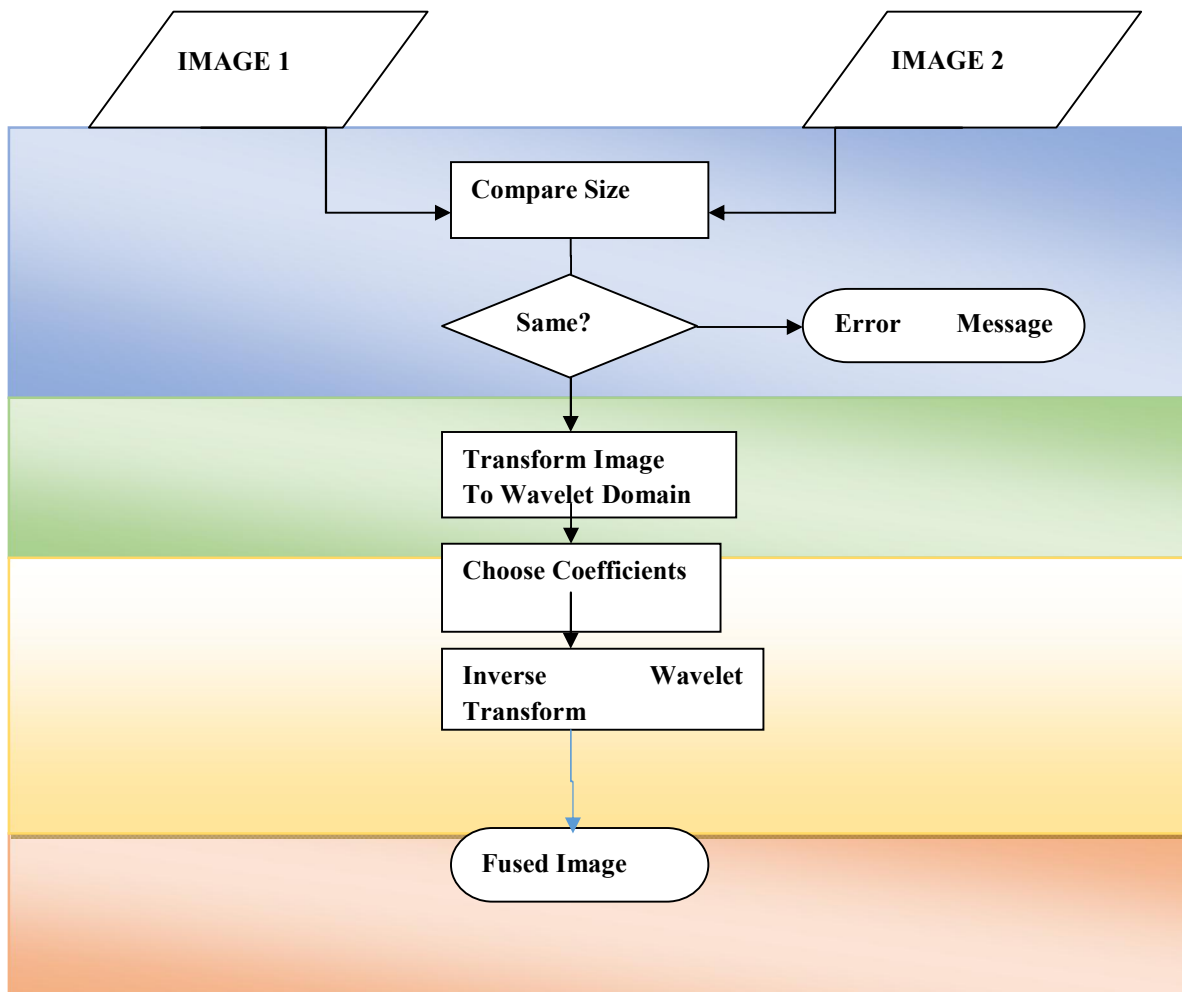 IMAGE 1
IMAGE 2
Compare Size
Same?
Error Message
Transform Image
To Wavelet Domain
Choose Coefficients
Inverse Wavelet
Transform
Fused Image